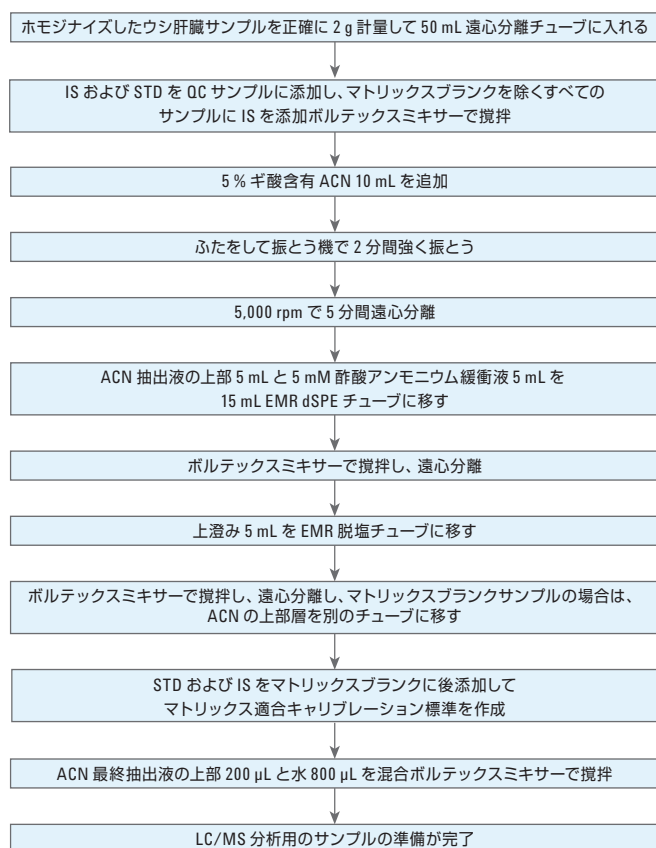 ホモジナイズしたウシ肝臓サンプルを正確に 2 g 計量して 50 mL 遠心分離チューブに入れる
IS および STD を QC サンプルに添加し、マトリックスブランクを除くすべての
サンプルに IS を添加ボルテックスミキサーで撹拌
5 % ギ酸含有 ACN 10 mL を追加
ふたをして振とう機で 2 分間強く振とう
5,000 rpm で 5 分間遠心分離
ACN 抽出液の上部 5 mL と 5 mM 酢酸アンモニウム緩衝液 5 mL を
15 mL EMR dSPE チューブに移す
ボルテックスミキサーで撹拌し、遠心分離
上澄み 5 mL を EMR 脱塩チューブに移す
ボルテックスミキサーで撹拌し、遠心分離し、マトリックスブランクサンプルの場合は、
ACN の上部層を別のチューブに移す
STD および IS をマトリックスブランクに後添加して
マトリックス適合キャリブレーション標準を作成
ACN 最終抽出液の上部 200 µL と水 800 µL を混合ボルテックスミキサーで撹拌
LC/MS 分析用のサンプルの準備が完了